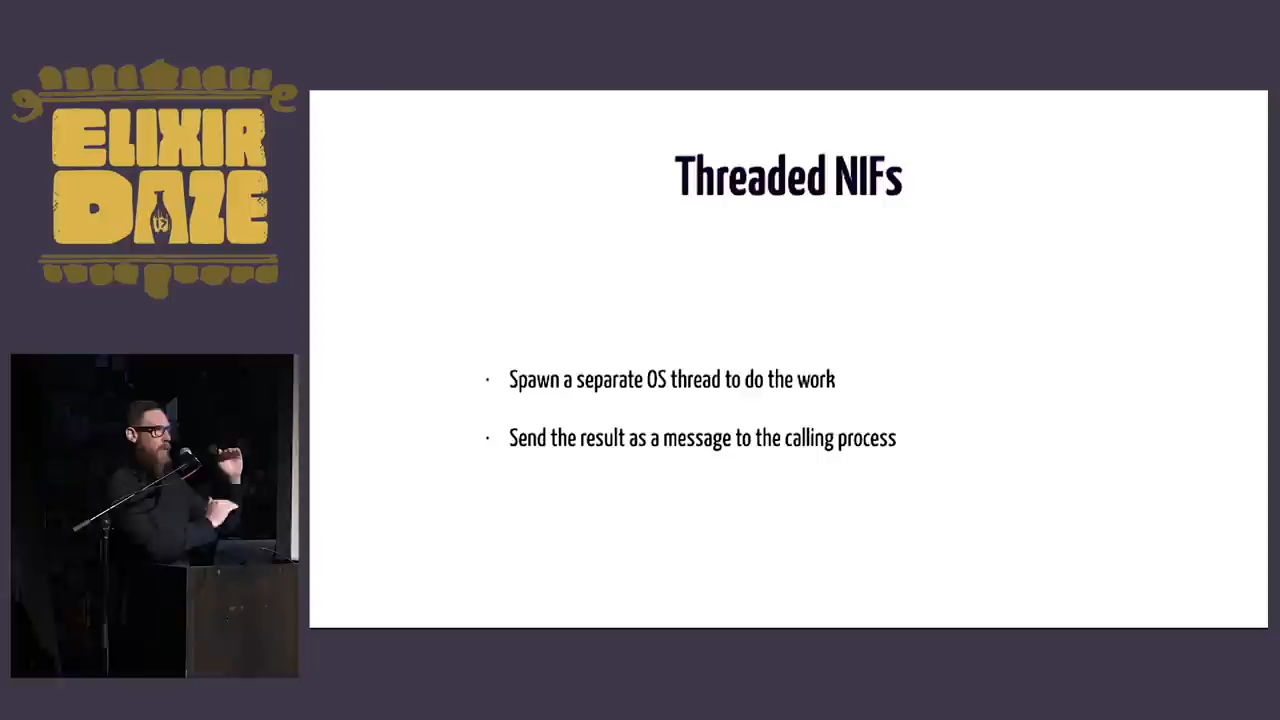 ELIXIR
DAZE
Threaded NIFs
· Spawn a separate OS thread to do the work
· Send the result as a message to the calling process